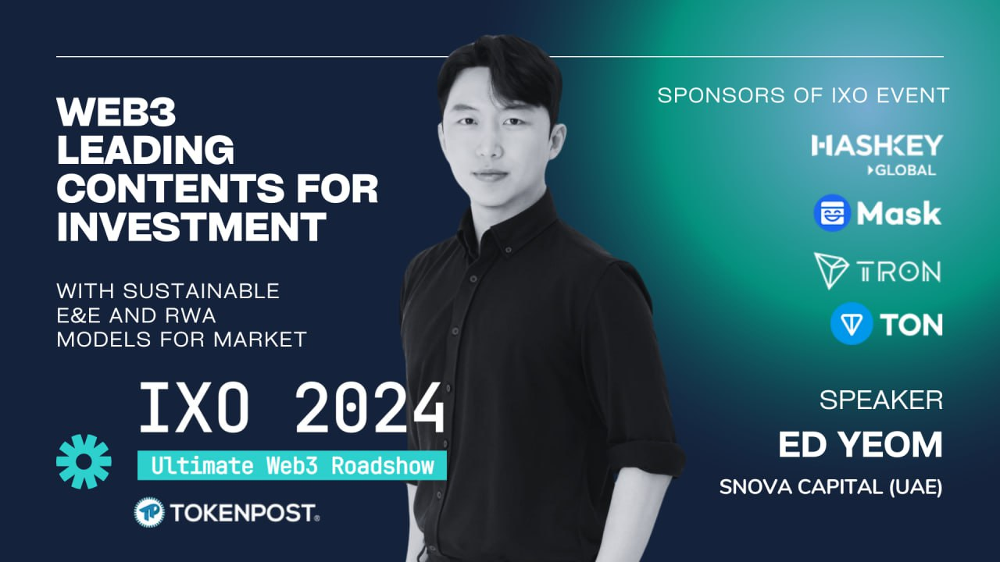 WEB3
LEADING
CONTENTS FOR
INVESTMENT
WITH SUSTAINABLE
E&E AND RWA
MODELS FOR MARKET
IXO 2024
Ultimate Web3 Roadshow
TP TOKENPOST®
SPONSORS OF IXO EVENT
HASHKEY
GLOBAL
Mask
TRON
TON
SPEAKER
ED YEOM
SNOVA CAPITAL (UAE)